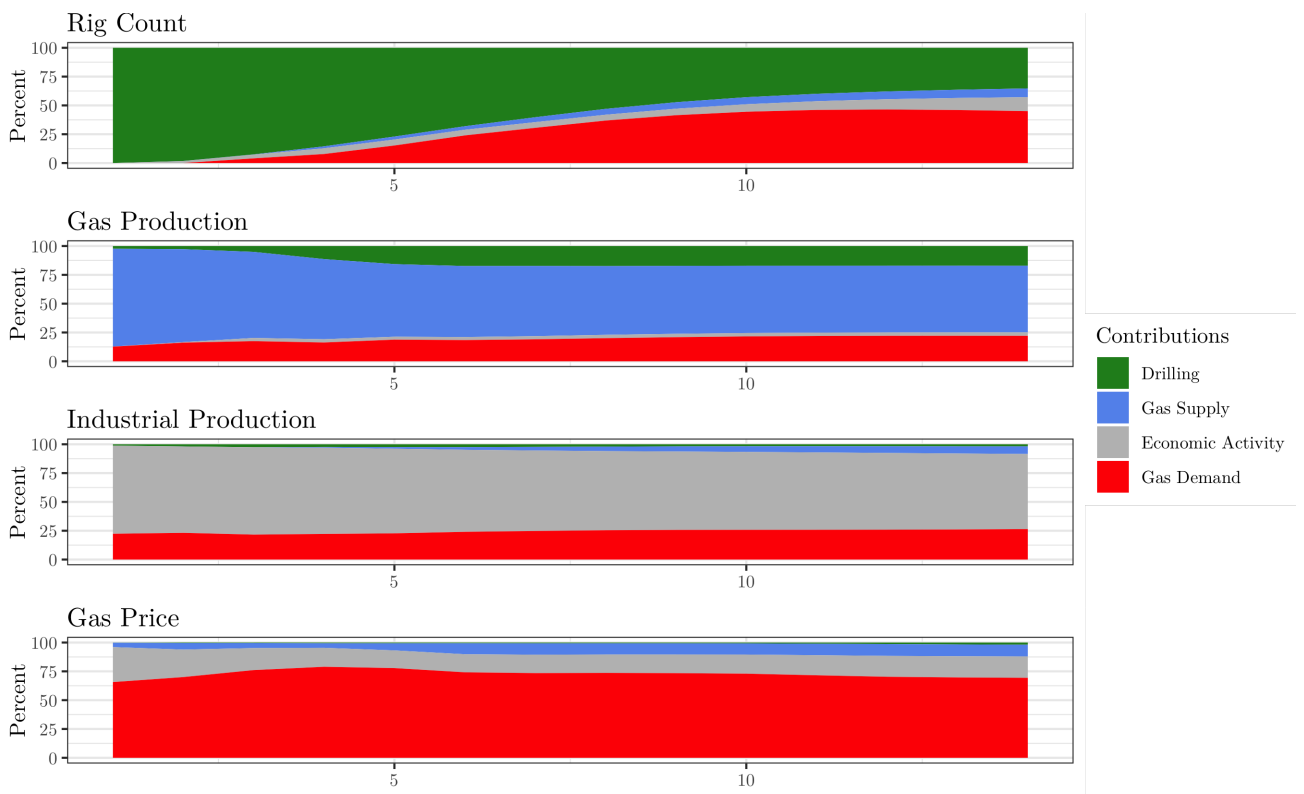 Rig Count
Percent
100
75
50
25
0
5
10
Gas Production
Percent
100
75
50
25
0
5
10
Industrial Production
Percent
100
75
50
25
0
5
10
Gas Price
Percent
100
75
50
25
0
5
10
Contributions
Drilling
Gas Supply
Economic Activity
Gas Demand